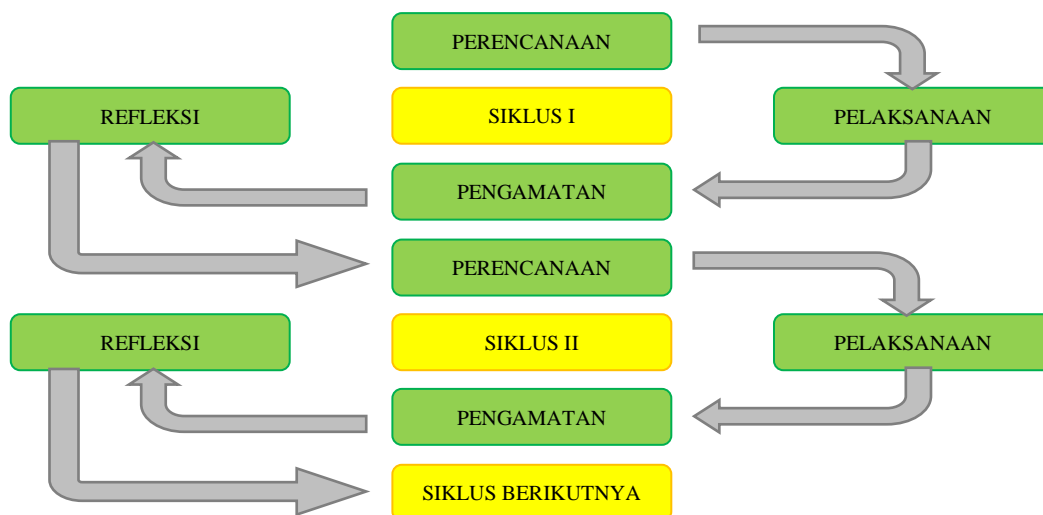 PERENCANAAN
REFLEKSI
SIKLUS I
PELAKSANAAN
PENGAMATAN
PERENCANAAN
REFLEKSI
SIKLUS II
PELAKSANAAN
PENGAMATAN
SIKLUS BERIKUTNYA